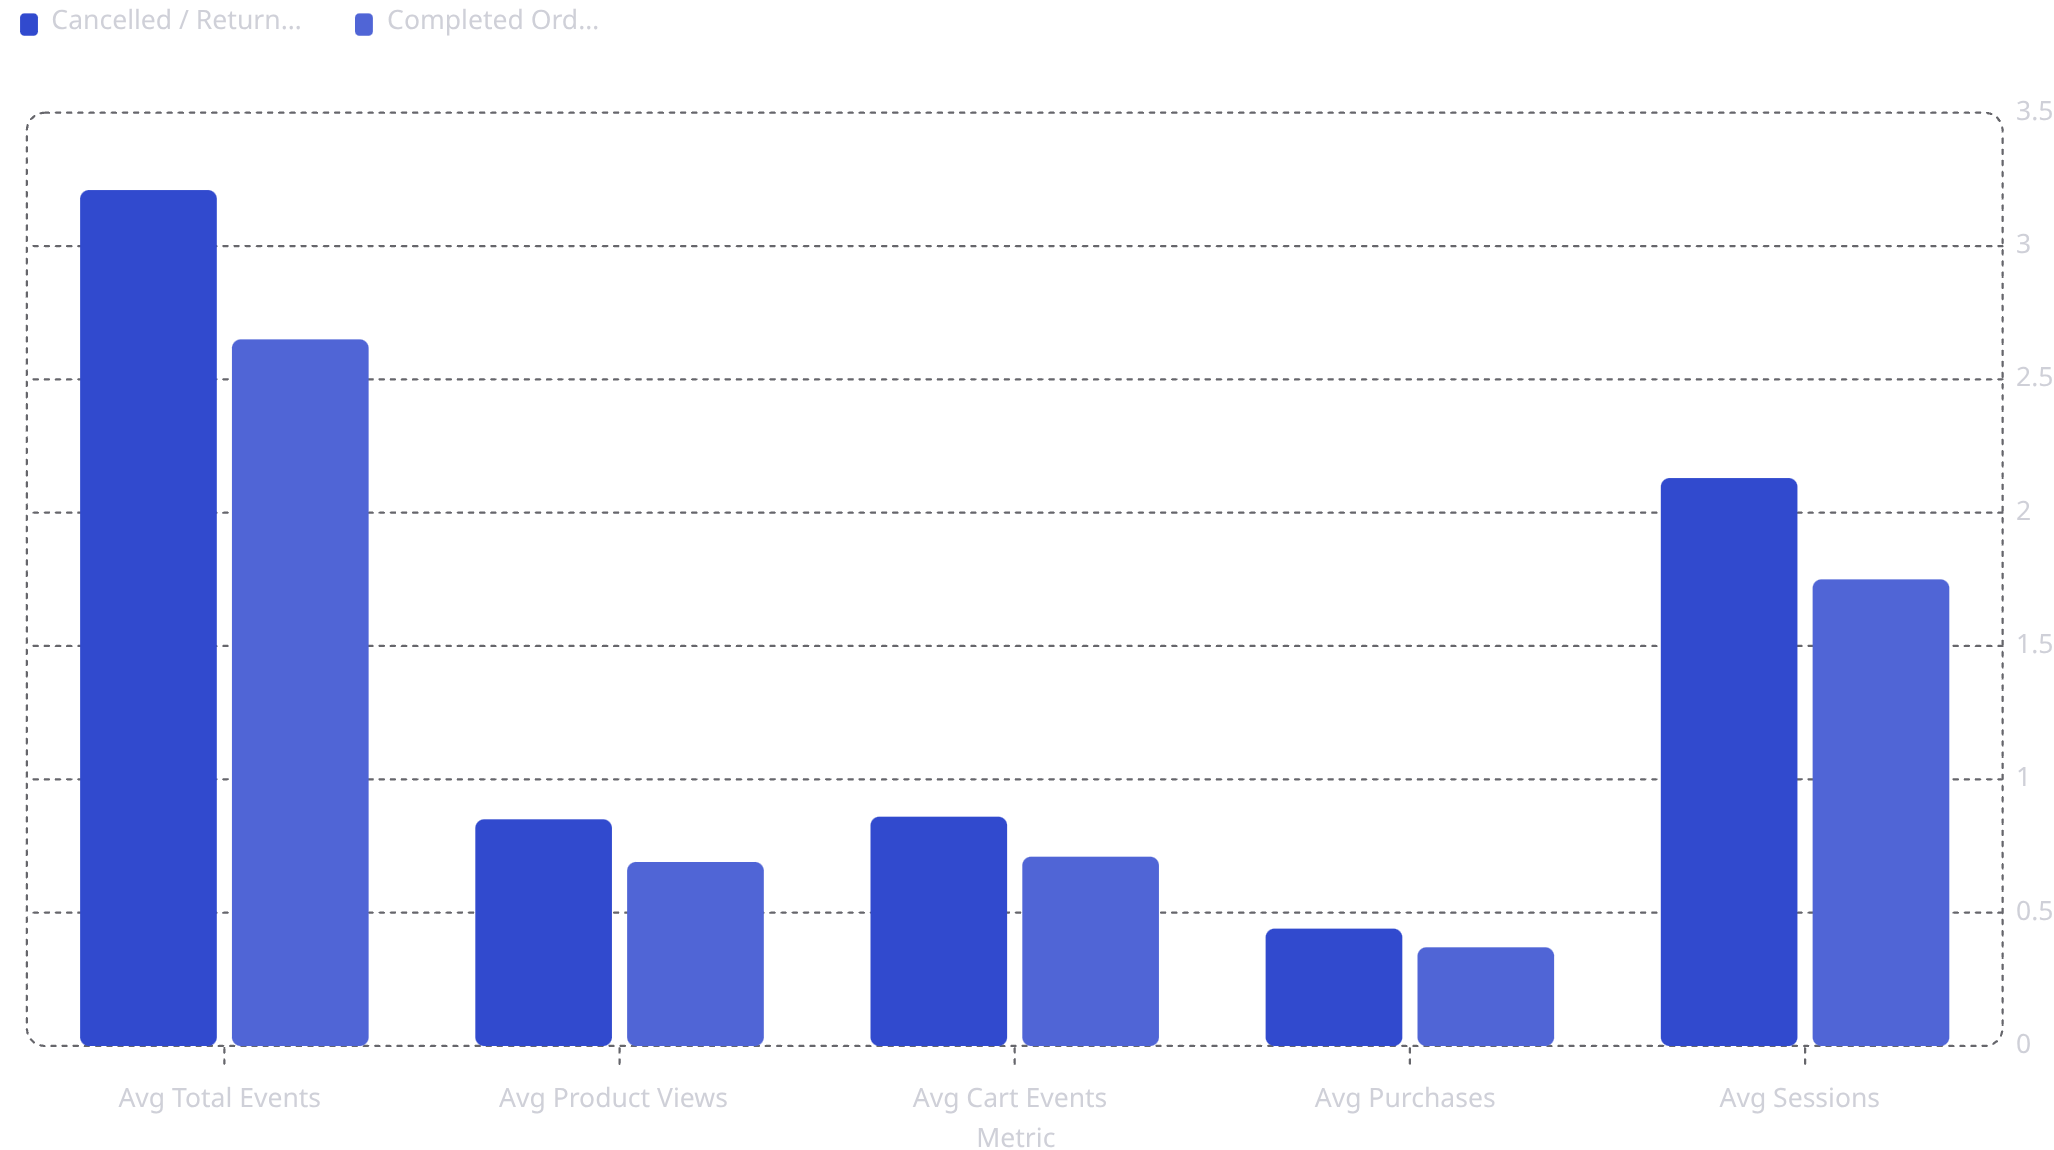 Cancelled / Return...
Completed Ord...
3.5
3
2.5
2
1.5
1
0.5
0
Avg Total Events
Avg Product Views
Avg Cart Events
Avg Purchases
Avg Sessions
Metric